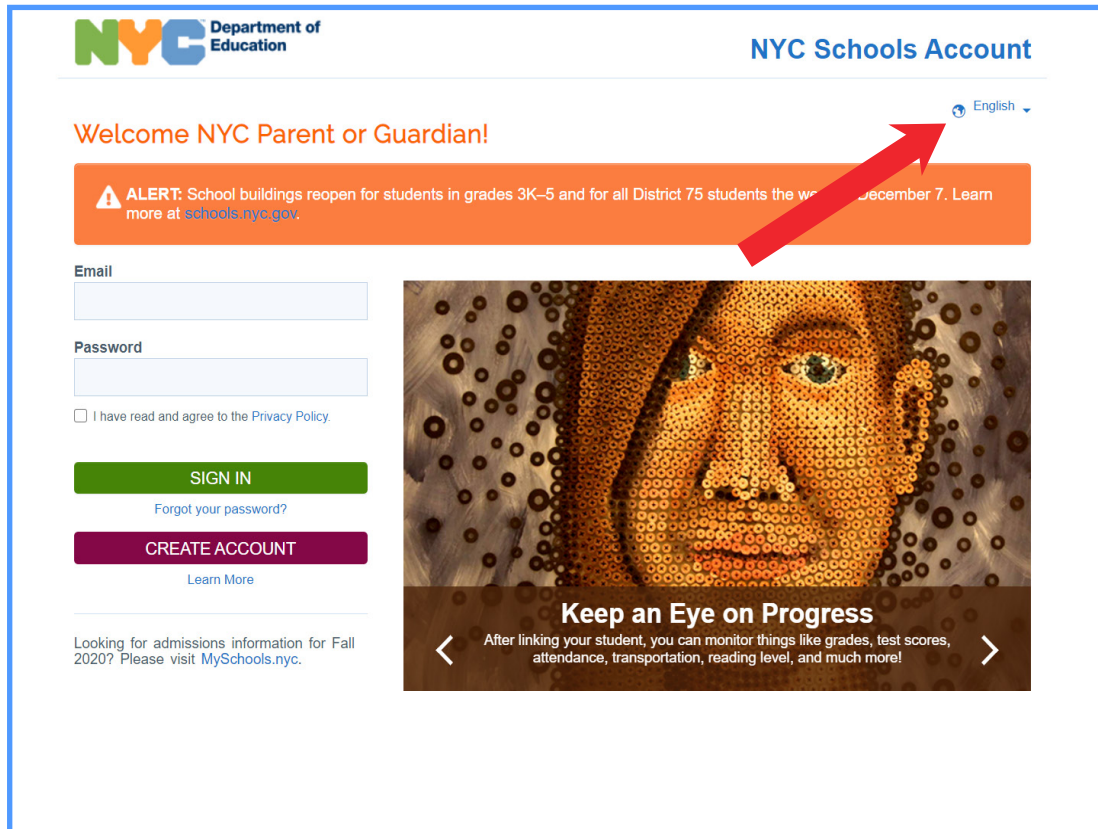 NYC Department of
Education
NYC Schools Account
English
Welcome NYC Parent or Guardian!
ALERT: School buildings reopen for students in grades 3K–5 and for all District 75 students the December 7. Learn
more at schools.nyc.gov.
Email
Password
I have read and agree to the Privacy Policy.
SIGN IN
Forgot your password?
CREATE ACCOUNT
Learn More
Looking for admissions information for Fall
2020? Please visit MySchools.nyc.
Keep an Eye on Progress
After linking your student, you can monitor things like grades, test scores,
attendance, transportation, reading level, and much more!